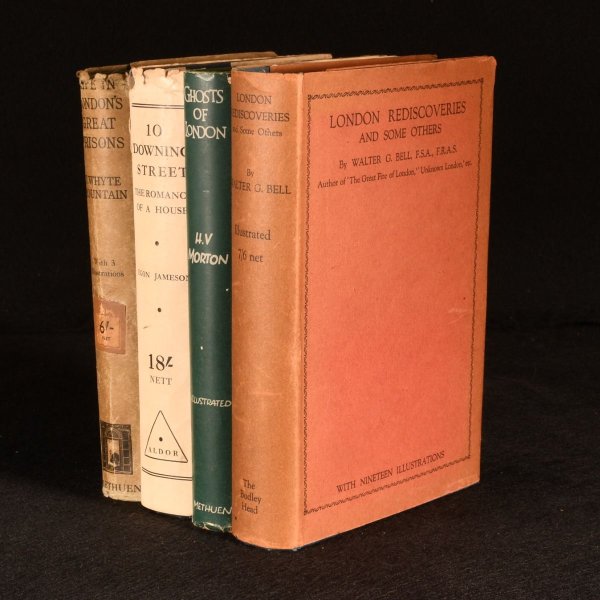 LONDON'S
GREAT
PRISONS
WHYTE
With 3
6/-
NETT
METHUEN
10
DOWNING
STREET
THE ROMANCE
OF A HOUSE
JAMESON
18/-
NETT
ALDOR
GHOSTS
OF
LONDON
H.V
MORTON
ILLUSTRATED
METHUEN
LONDON
REDISCOVERIES
and Some Others
By
WALTER G. BELL
Illustrated
7/6 net
The
Bodley
Head
LONDON REDISCOVERIES
AND SOME OTHERS
By WALTER G. BELL, F.S.A., F.R.A.S.
Author of "The Great Fire of London," "Unknown London," etc.
WITH NINETEEN ILLUSTRATIONS